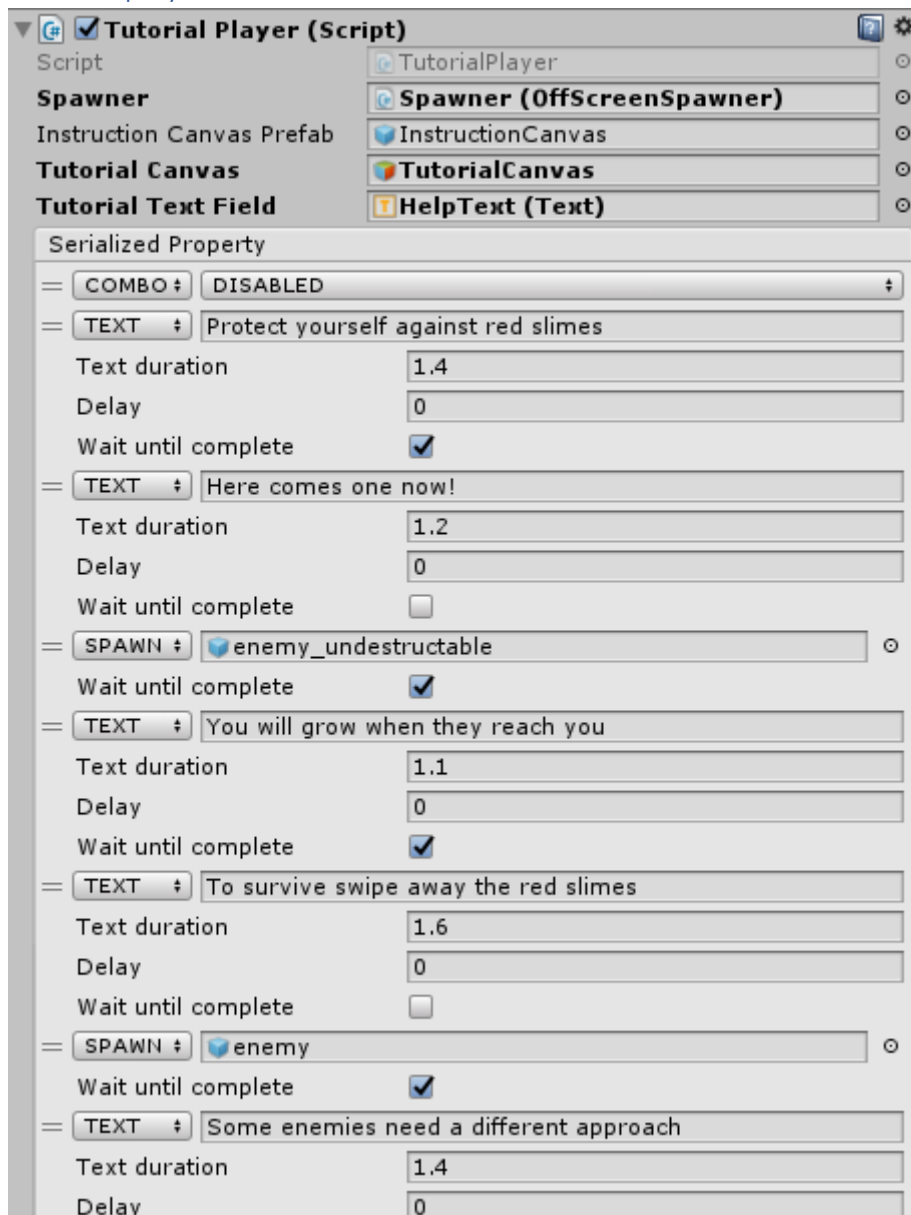 Tutorial Player (Script)
Script TutorialPlayer
Spawner Spawner (OffScreenSpawner)
Instruction Canvas Prefab InstructionCanvas
Tutorial Canvas TutorialCanvas
Tutorial Text Field HelpText (Text)
Serialized Property
COMBO DISABLED
TEXT Protect yourself against red slimes
Text duration 1.4
Delay 0
Wait until complete
TEXT Here comes one now!
Text duration 1.2
Delay 0
Wait until complete
SPAWN enemy_undestructable
Wait until complete
TEXT You will grow when they reach you
Text duration 1.1
Delay 0
Wait until complete
TEXT To survive swipe away the red slimes
Text duration 1.6
Delay 0
Wait until complete
SPAWN enemy
Wait until complete
TEXT Some enemies need a different approach
Text duration 1.4
Delay 0